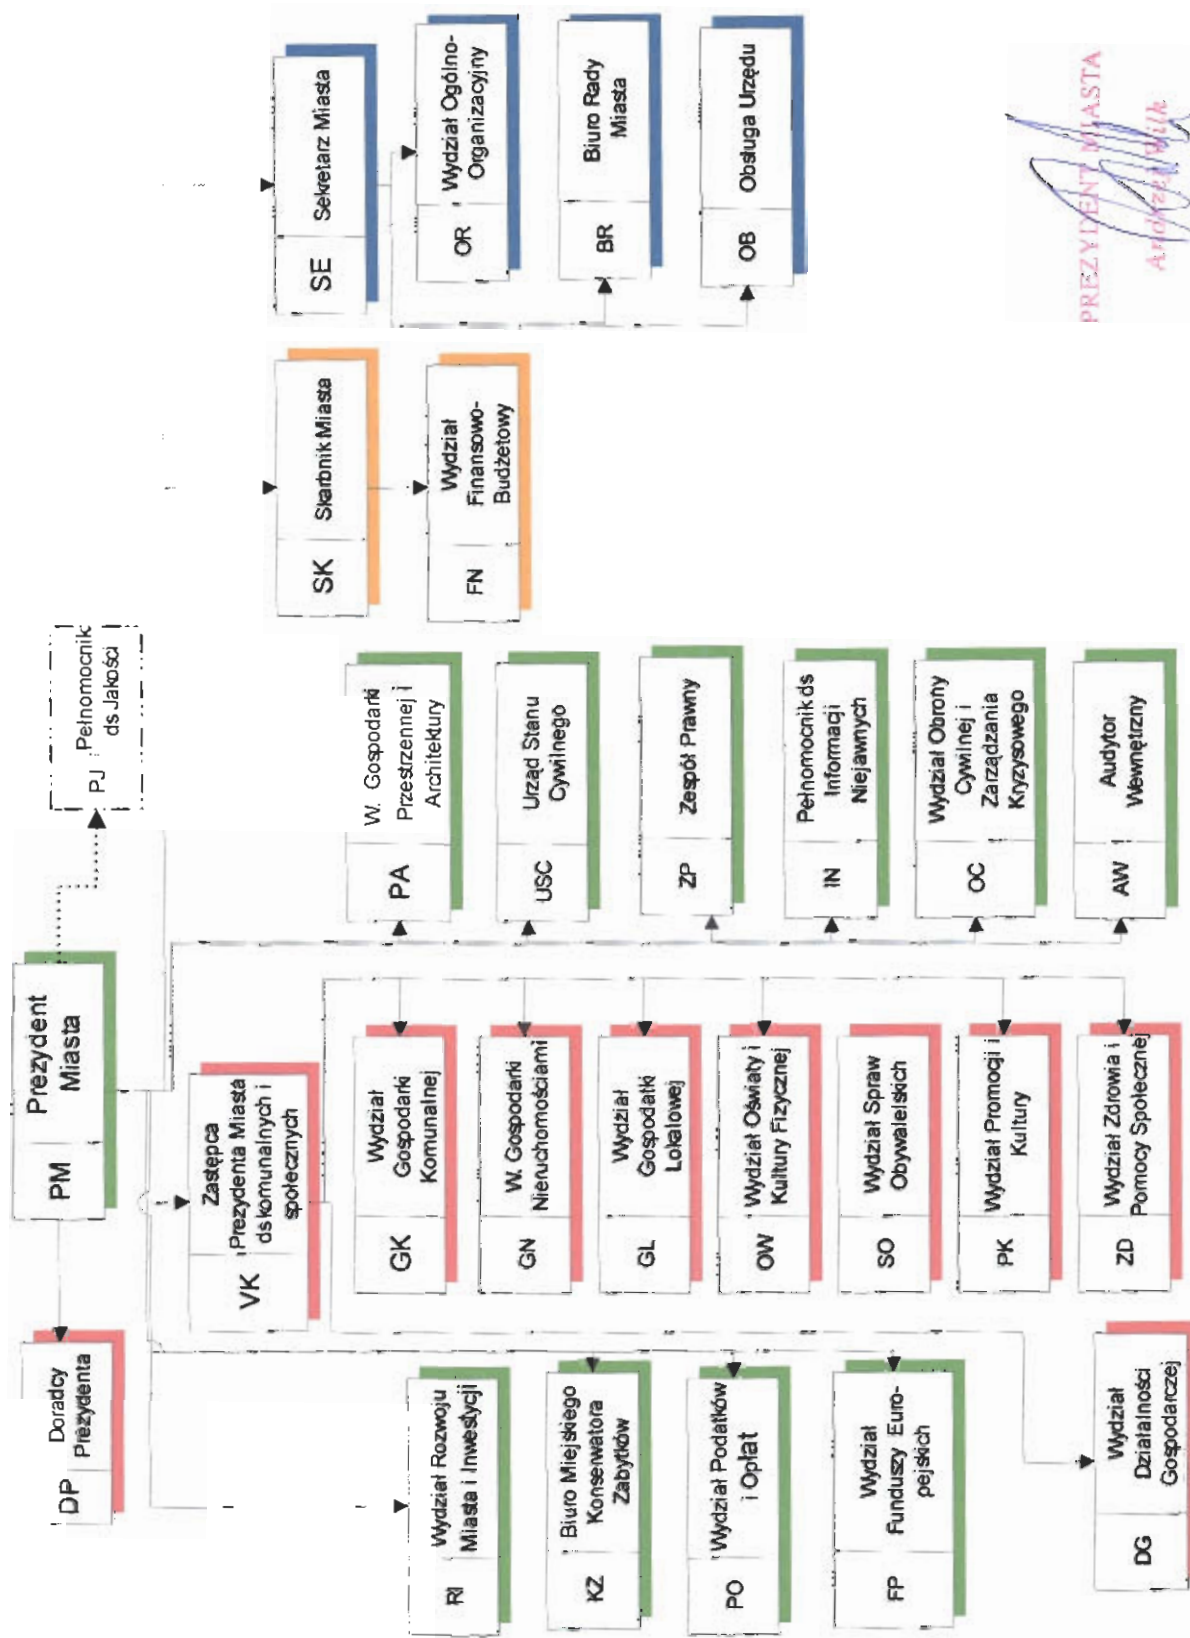 PJ
Pełnomocnik
ds Jakości
PM
Prezydent
Miasta
DP
Doradcy
Prezydenta
VK
Zastępca
Prezydenta Miasta
ds komunalnych i
społecznych
SK
Skarbnik Miasta
SE
Sekretarz Miasta
RI
Wydział Rozwoju
Miasta i Inwestycji
KZ
Biuro Miejskiego
Konserwatora
Zabytków
PO
Wydział Podatków
i Opłat
FP
Wydział
Funduszy Euro-
pejskich
DG
Wydział
Działalności
Gospodarczej
GK
Wydział
Gospodarki
Komunalnej
GN
W. Gospodarki
Nieruchomościami
GL
Wydział
Gospodatki
Lokalowej
OW
Wydział Oświaty i
Kultury Fizycznej
SO
Wydział Spraw
Obywatelskich
PK
Wydział Promocji i
Kultury
ZD
Wydział Zdrowia i
Pomocy Społecznej
PA
W. Gospodarki
Przestrzennej i
Architektury
USC
Urząd Stanu
Cywilnego
ZP
Zespół Prawny
IN
Pełnomocnik ds
Informacji
Niejawnych
OC
Wydział Obrony
Cywilnej i
Zarządzania
Kryzysowego
AW
Audytor
Wewnętrzny
FN
Wydział
Finansowo-
Budżetowy
OR
Wydział Ogólno-
Organizacyjny
BR
Biuro Rady
Miasta
OB
Obsługa Urzędu
PREZYDENT MIASTA
Andrzej Wilk